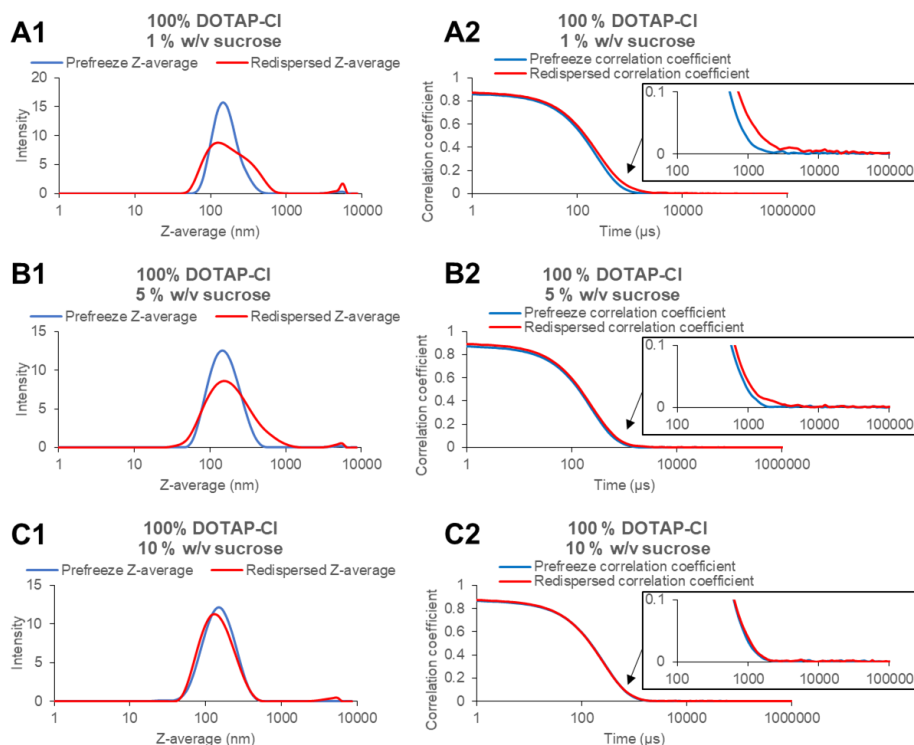 A1
100% DOTAP-Cl
1 % w/v sucrose
Prefreeze Z-average Redispersed Z-average
Intensity
20
15
10
5
0
1 10 100 1000 10000
Z-average (nm)
A2
100 % DOTAP-Cl
1 % w/v sucrose
Prefreeze correlation coefficient
Redispersed correlation coefficient
Correlation coefficient
1
0.8
0.6
0.4
0.2
0
1 100 10000 1000000
Time (µs)
0.1
0
100 1000 10000 100000
B1
100% DOTAP-Cl
5 % w/v sucrose
Prefreeze Z-average Redispersed Z-average
Intensity
15
10
5
0
1 10 100 1000 10000
Z-average (nm)
B2
100 % DOTAP-Cl
5 % w/v sucrose
Prefreeze correlation coefficient
Redispersed correlation coefficient
Correlation coefficient
1
0.8
0.6
0.4
0.2
0
1 100 10000 1000000
Time (µs)
0.1
0
100 1000 10000 100000
C1
100% DOTAP-Cl
10 % w/v sucrose
Prefreeze Z-average Redispersed Z-average
Intensity
15
10
5
0
1 10 100 1000 10000
Z-average (nm)
C2
100 % DOTAP-Cl
10 % w/v sucrose
Prefreeze correlation coefficient
Redispersed correlation coefficient
Correlation coefficient
1
0.8
0.6
0.4
0.2
0
1 100 10000 1000000
Time (µs)
0.1
0
100 1000 10000 100000